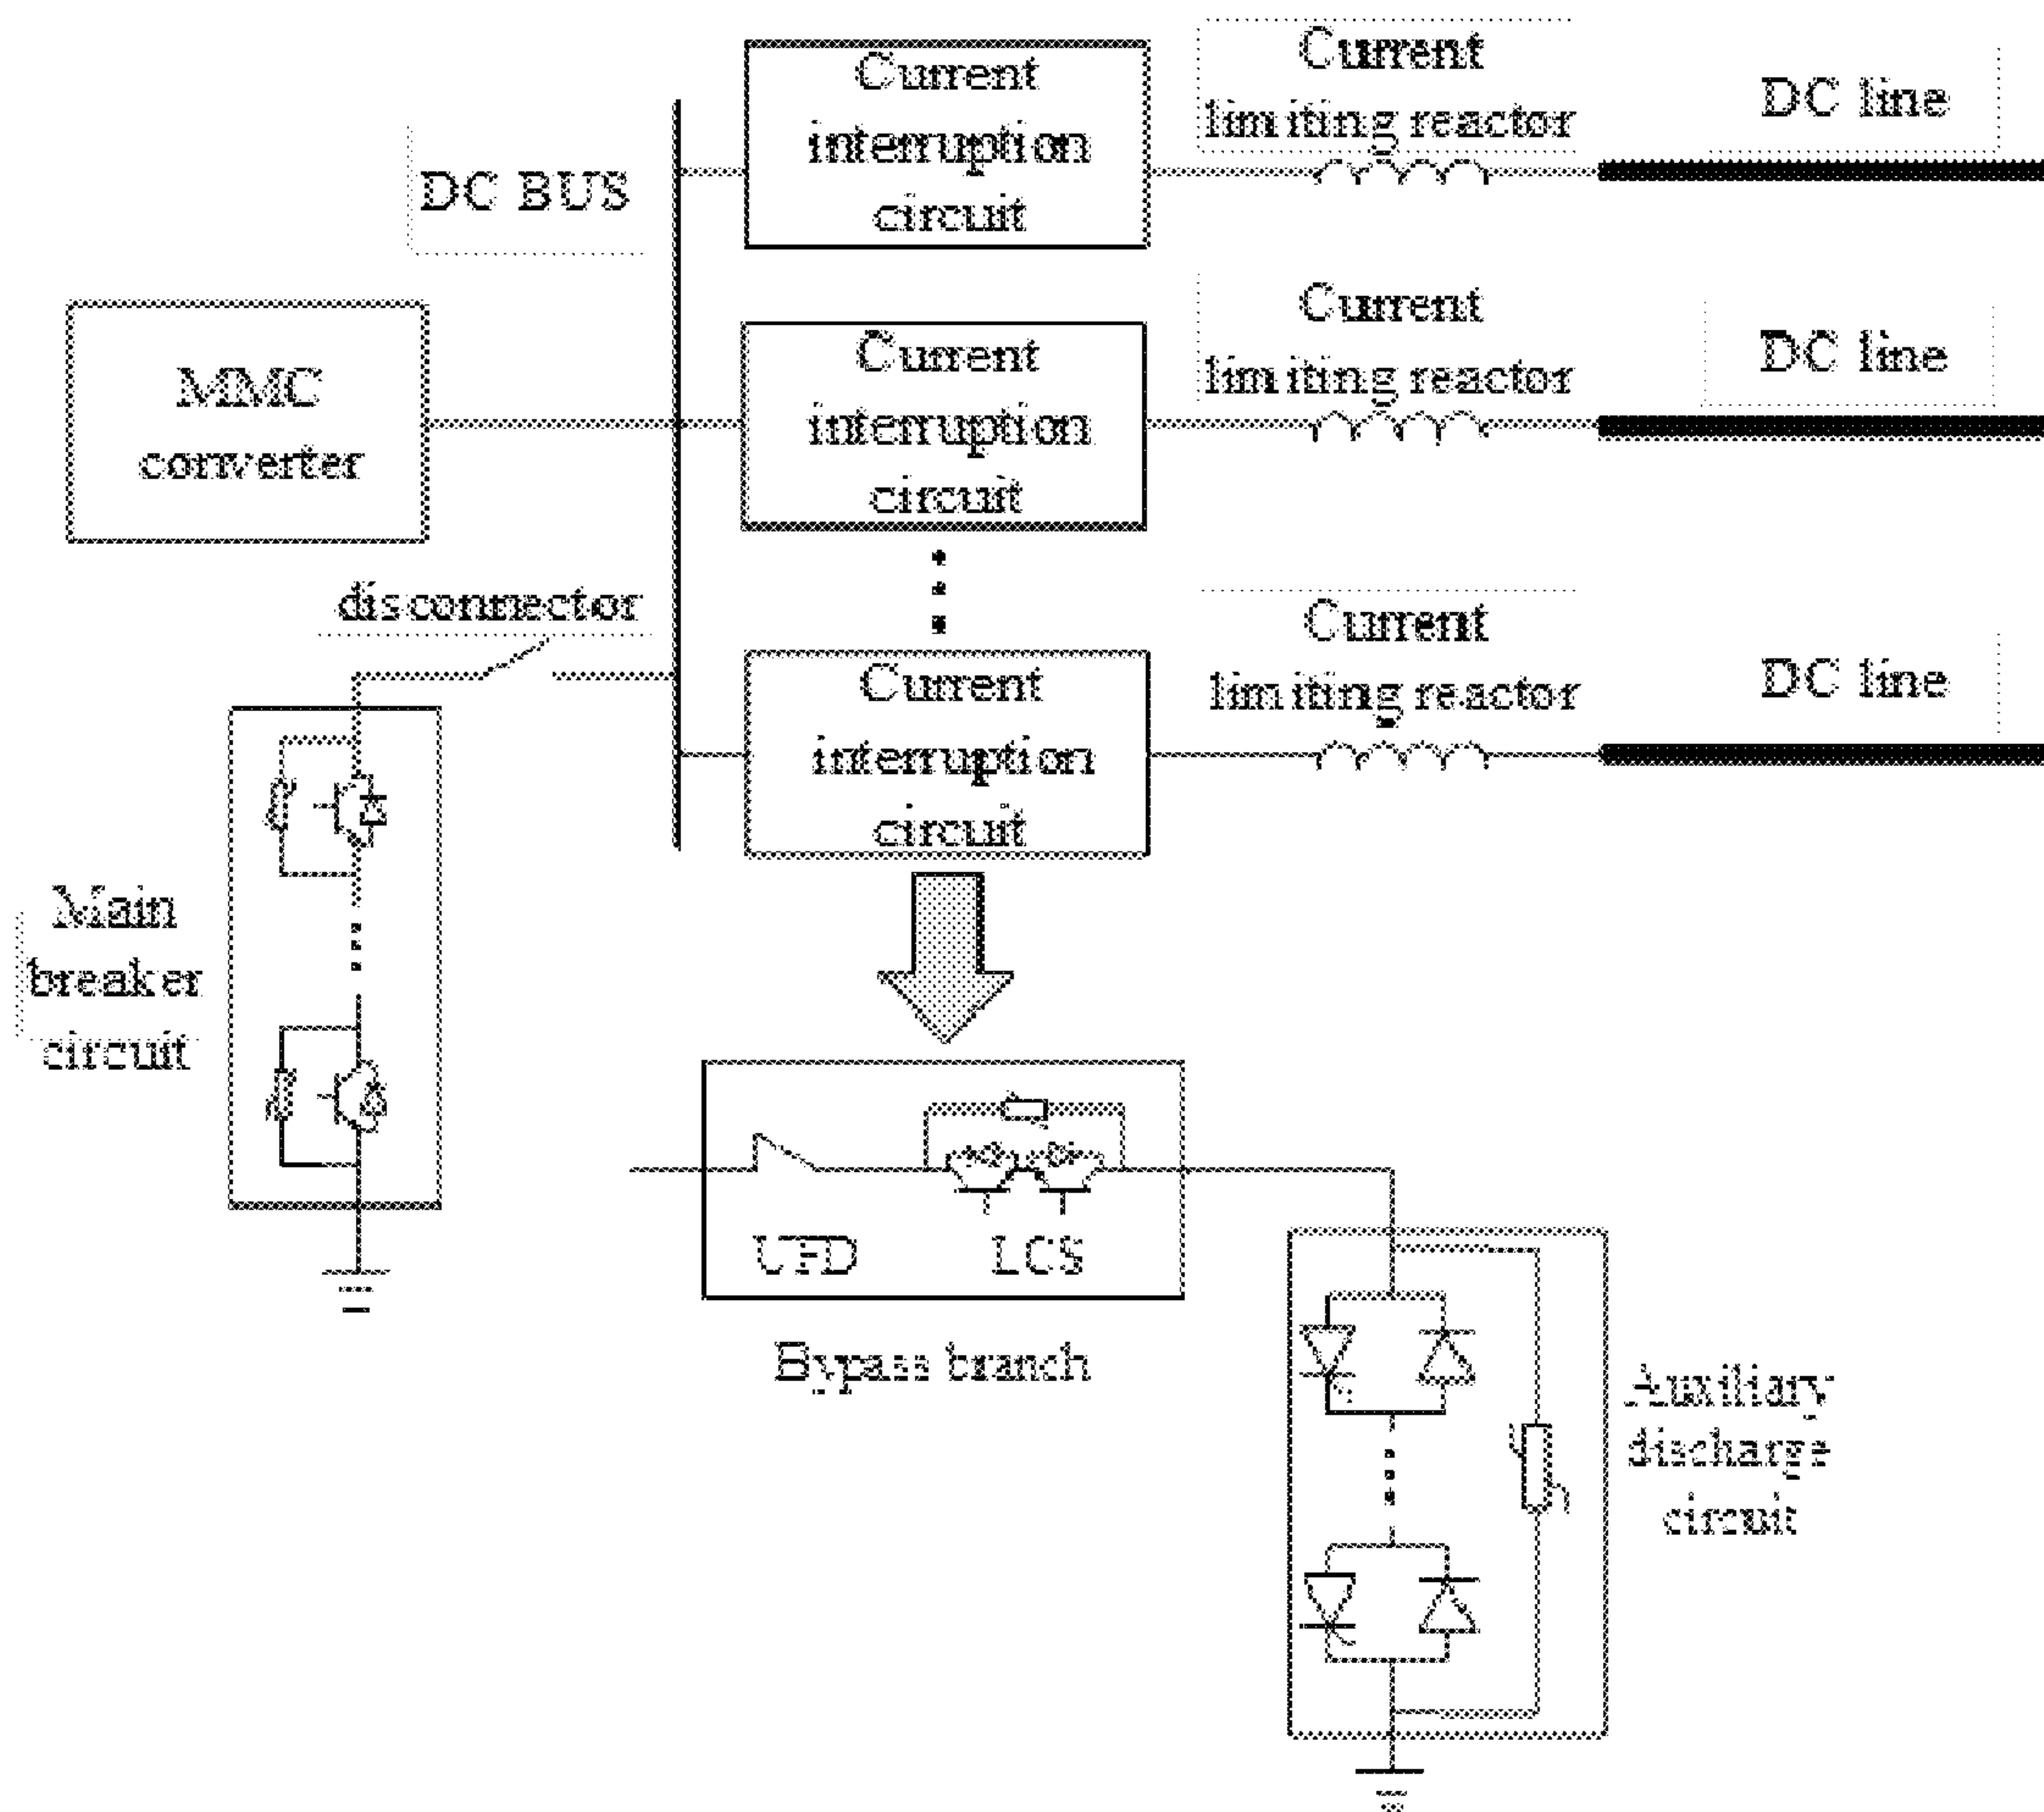 Current
interruption
circuit
Current
limiting reactor
DC line
DC BUS
MMC
converter
Current
interruption
circuit
Current
limiting reactor
DC line
disconnector
Current
interruption
circuit
Current
limiting reactor
DC line
Main
breaker
circuit
UFD
LCS
Bypass branch
Auxiliary
discharge
circuit